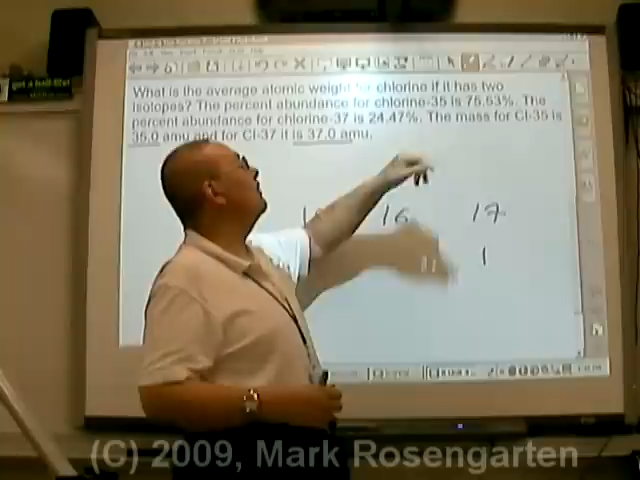 What is the average atomic weight for chlorine if it has two
isotopes? The percent abundance for chlorine-35 is 75.53%. The
percent abundance for chlorine-37 is 24.47%. The mass for Cl-35 is
35.0 amu and for Cl-37 it is 37.0 amu.
16 17
1
(C) 2009, Mark Rosengarten